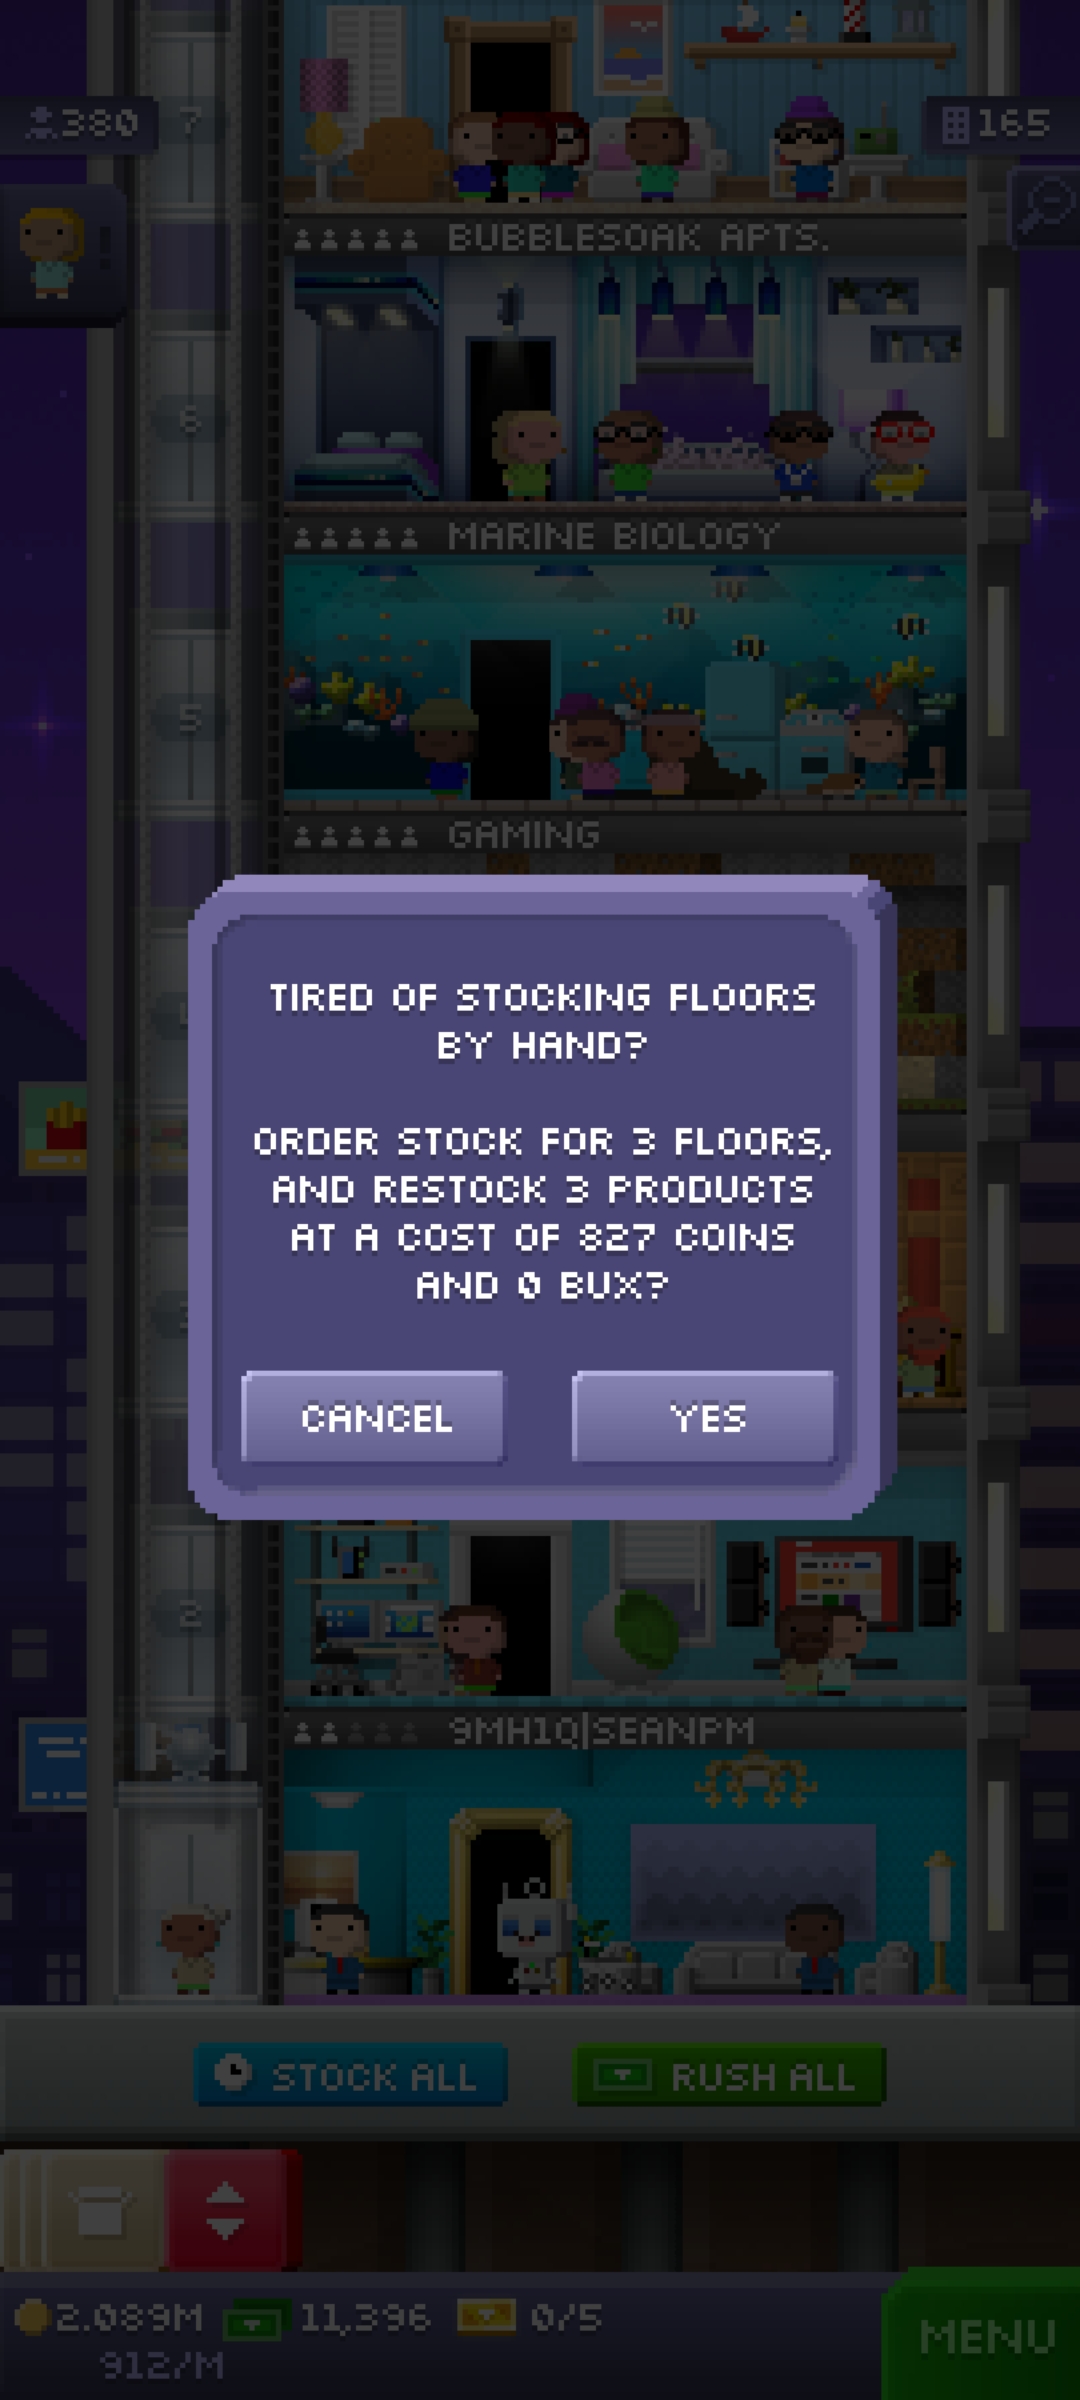 380
7
165
BUBBLESOAK APTS.
6
MARINE BIOLOGY
5
GAMING
TIRED OF STOCKING FLOORS
BY HAND?
ORDER STOCK FOR 3 FLOORS,
AND RESTOCK 3 PRODUCTS
AT A COST OF 827 COINS
AND 0 BUX?
CANCEL
YES
2
9MH1Q|SEANPM
STOCK ALL
RUSH ALL
2.089M
11,396
0/5
MENU
912/M